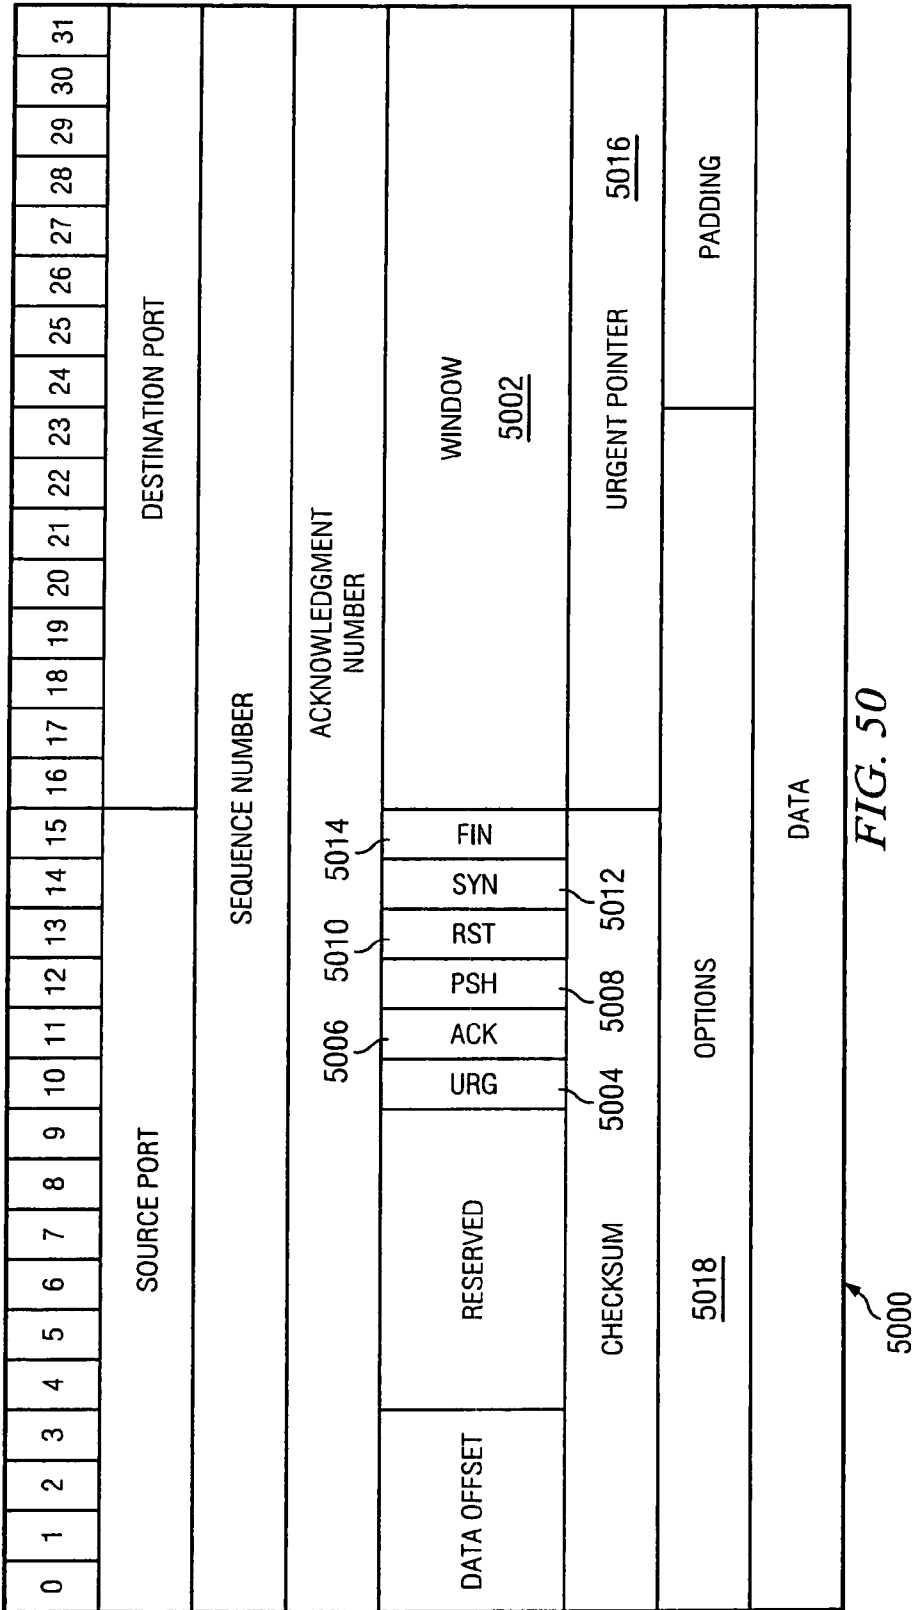 0 1 2 3 4 5 6 7 8 9 10 11 12 13 14 15 16 17 18 19 20 21 22 23 24 25 26 27 28 29 30 31
SOURCE PORT DESTINATION PORT
SEQUENCE NUMBER
ACKNOWLEDGMENT
NUMBER
5006 5010 5014
DATA OFFSET RESERVED URG ACK PSH RST SYN FIN WINDOW
5002
5004 5008 5012
CHECKSUM URGENT POINTER 5016
5018 OPTIONS PADDING
DATA
5000
FIG. 50